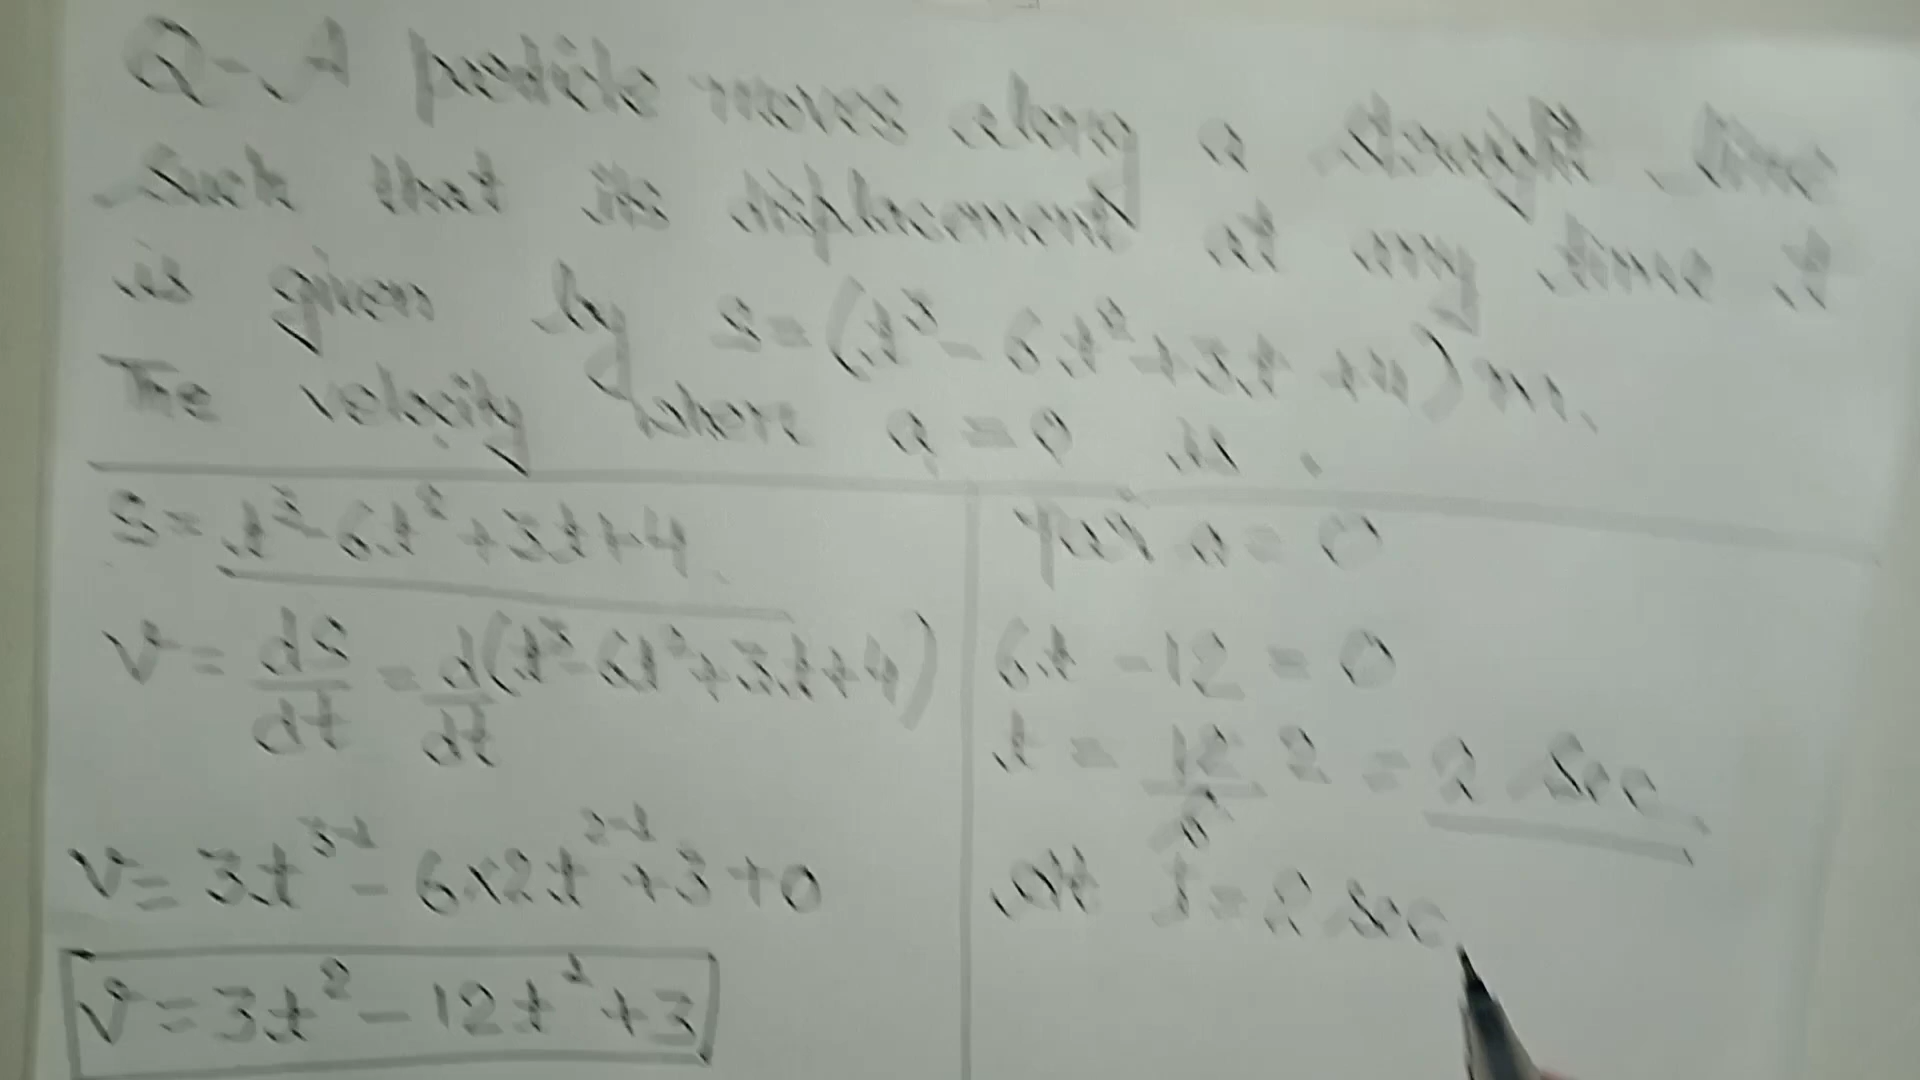 Q-A particle moves along a straight line
such that its displacement at any time t
is given by s=(t³-6t²+3t+4)m.
The velocity when a=0 is.
S=t³-6t²+3t+4
V=dS/dt=d/dt(t³-6t²+3t+4)
V=3t³⁻¹-6×2t²⁻¹+3+0
V=3t²-12t¹+3
for a=0
6t-12=0
t=12/6 2=2 sec
at t=2 sec